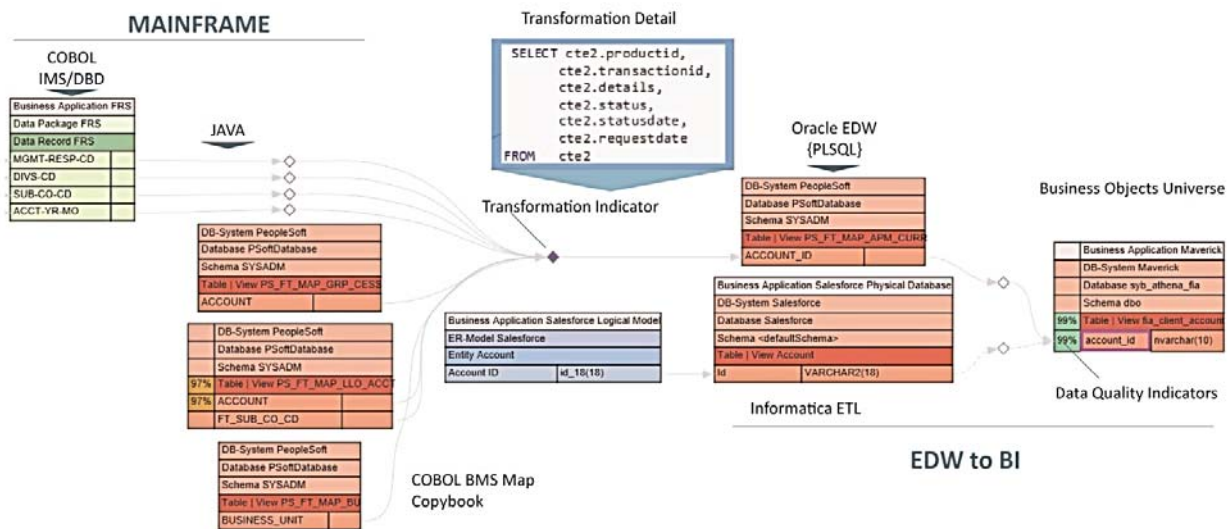 MAINFRAME
COBOL
IMS/DBD
Business Application FRS
Data Package FRS
Data Record FRS
MGMT-RESP-CD
DIVS-CD
SUB-CO-CD
ACCT-YR-MO
JAVA
DB-System PeopleSoft
Database PSoftDatabase
Schema SYSADM
Table | View PS_FT_MAP_GRP_CESS
ACCOUNT
DB-System PeopleSoft
Database PSoftDatabase
Schema SYSADM
97% Table | View PS_FT_MAP_LLO_ACCT
97% ACCOUNT
FT_SUB_CO_CD
DB-System PeopleSoft
Database PSoftDatabase
Schema SYSADM
Table | View PS_FT_MAP_BU
BUSINESS_UNIT
COBOL BMS Map
Copybook
Transformation Detail
SELECT cte2.productid,
cte2.transactionid,
cte2.details,
cte2.status,
cte2.statusdate,
cte2.requestdate
FROM cte2
Transformation Indicator
Business Application Salesforce Logical Model
ER-Model Salesforce
Entity Account
Account ID id_18(18)
Oracle EDW
{PLSQL}
DB-System PeopleSoft
Database PSoftDatabase
Schema SYSADM
Table | View PS_FT_MAP_APM_CURR
ACCOUNT_ID
Business Application Salesforce Physical Database
DB-System Salesforce
Database Salesforce
Schema <defaultSchema>
Table | View Account
Id VARCHAR2(18)
Informatica ETL
Business Objects Universe
Business Application Maverick
DB-System Maverick
Database syb_athena_fia
Schema dbo
99% Table | View fia_client_account
99% account_id nvarchar(10)
Data Quality Indicators
EDW to BI